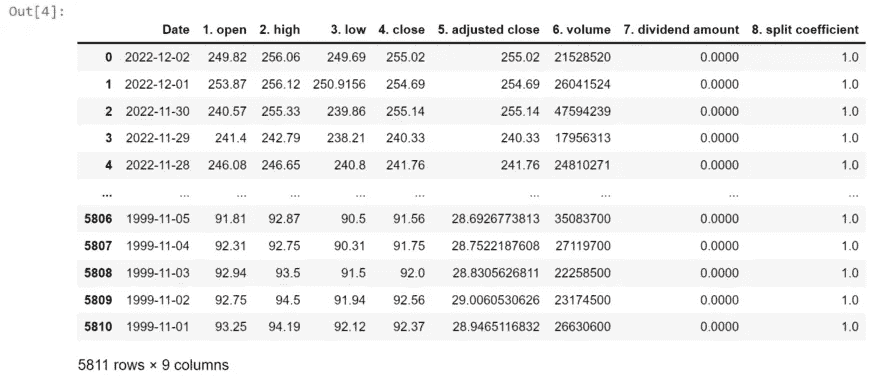 Out[4]:
Date 1. open 2. high 3. low 4. close 5. adjusted close 6. volume 7. dividend amount 8. split coefficient
0 2022-12-02 249.82 256.06 249.69 255.02 255.02 21528520 0.0000 1.0
1 2022-12-01 253.87 256.12 250.9156 254.69 254.69 26041524 0.0000 1.0
2 2022-11-30 240.57 255.33 239.86 255.14 255.14 47594239 0.0000 1.0
3 2022-11-29 241.4 242.79 238.21 240.33 240.33 17956313 0.0000 1.0
4 2022-11-28 246.08 246.65 240.8 241.76 241.76 24810271 0.0000 1.0
... ... ... ... ... ... ... ... ... ...
5806 1999-11-05 91.81 92.87 90.5 91.56 28.6926773813 35083700 0.0000 1.0
5807 1999-11-04 92.31 92.75 90.31 91.75 28.7522187608 27119700 0.0000 1.0
5808 1999-11-03 92.94 93.5 91.5 92.0 28.8305626811 22258500 0.0000 1.0
5809 1999-11-02 92.75 94.5 91.94 92.56 29.0060530626 23174500 0.0000 1.0
5810 1999-11-01 93.25 94.19 92.12 92.37 28.9465116832 26630600 0.0000 1.0
5811 rows × 9 columns